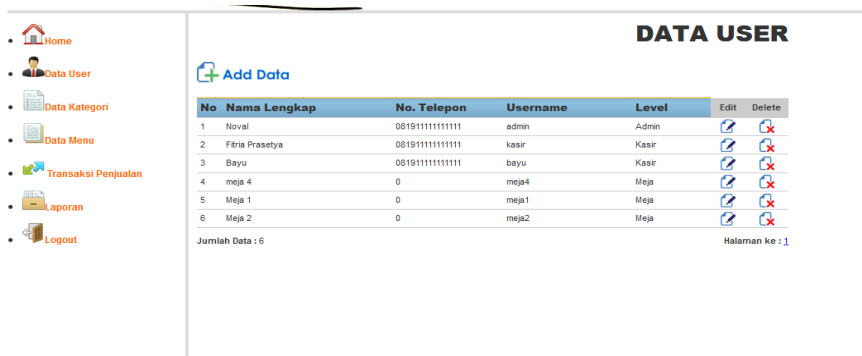 Home
Data User
Data Kategori
Data Menu
Transaksi Penjualan
Laporan
Logout
DATA USER
Add Data
No Nama Lengkap No. Telepon Username Level Edit Delete
1 Noval 081911111111111 admin Admin
2 Fitria Prasetya 081911111111111 kasir Kasir
3 Bayu 081911111111111 bayu Kasir
4 meja 4 0 meja4 Meja
5 Meja 1 0 meja1 Meja
6 Meja 2 0 meja2 Meja
Jumlah Data : 6 Halaman ke : 1